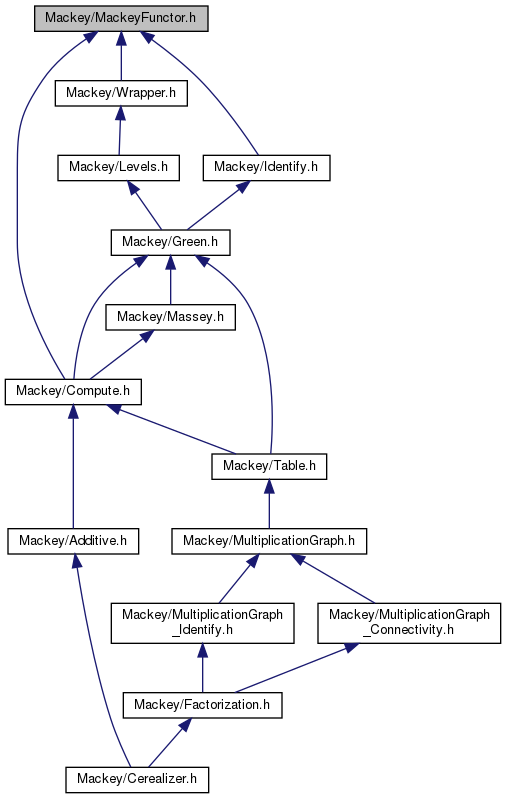 Mackey/MackeyFunctor.h
Mackey/Wrapper.h
Mackey/Levels.h
Mackey/Identify.h
Mackey/Green.h
Mackey/Massey.h
Mackey/Compute.h
Mackey/Table.h
Mackey/Additive.h
Mackey/MultiplicationGraph.h
Mackey/MultiplicationGraph
_Identify.h
Mackey/MultiplicationGraph
_Connectivity.h
Mackey/Factorization.h
Mackey/Cerealizer.h